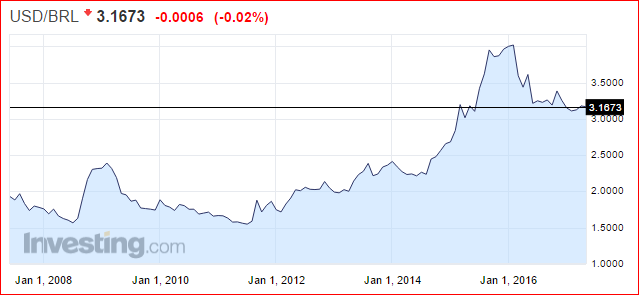 USD/BRL 3.1673 -0.0006 (-0.02%)
3.5000
3.1673
3.0000
2.5000
2.0000
1.5000
1.0000
Investing.com
Jan 1, 2008 Jan 1, 2010 Jan 1, 2012 Jan 1, 2014 Jan 1, 2016